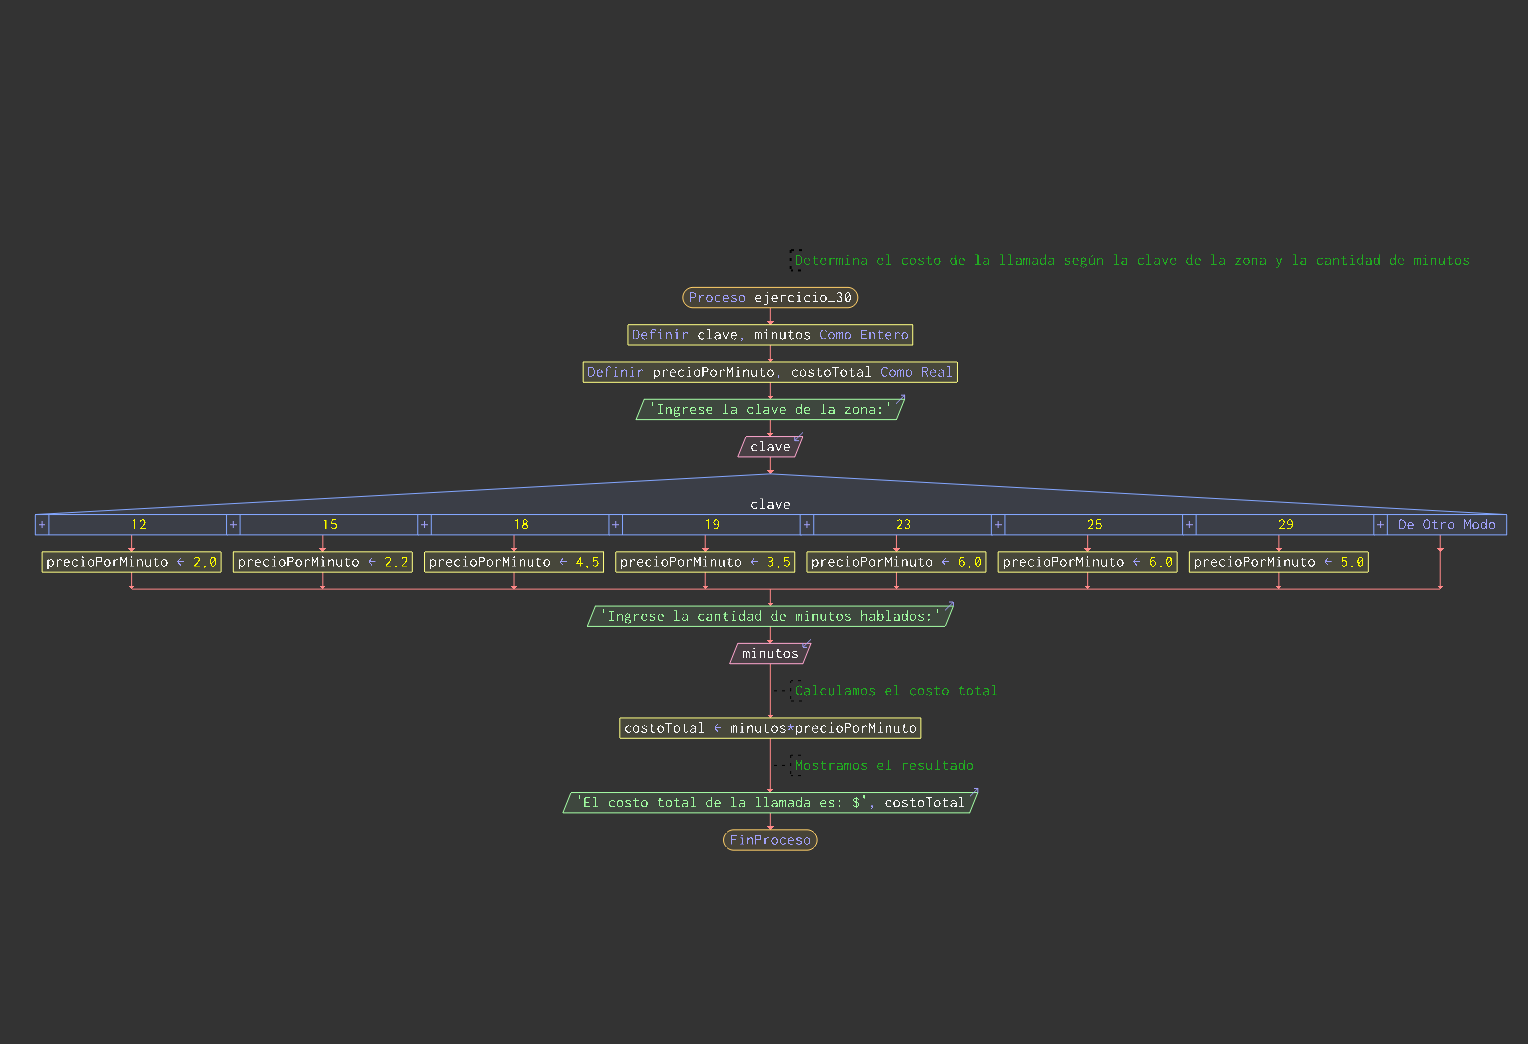 Determina el costo de la llamada según la clave de la zona y la cantidad de minutos
Proceso ejercicio_30
Definir clave, minutos Como Entero
Definir precioPorMinuto, costoTotal Como Real
'Ingrese la clave de la zona:'
clave
clave
+ 12 + 15 + 18 + 19 + 23 + 25 + 29 + De Otro Modo
precioPorMinuto ← 2.0 precioPorMinuto ← 2.2 precioPorMinuto ← 4.5 precioPorMinuto ← 3.5 precioPorMinuto ← 6.0 precioPorMinuto ← 6.0 precioPorMinuto ← 5.0
'Ingrese la cantidad de minutos hablados:'
minutos
Calculamos el costo total
costoTotal ← minutos*precioPorMinuto
Mostramos el resultado
'El costo total de la llamada es: $', costoTotal
FinProceso